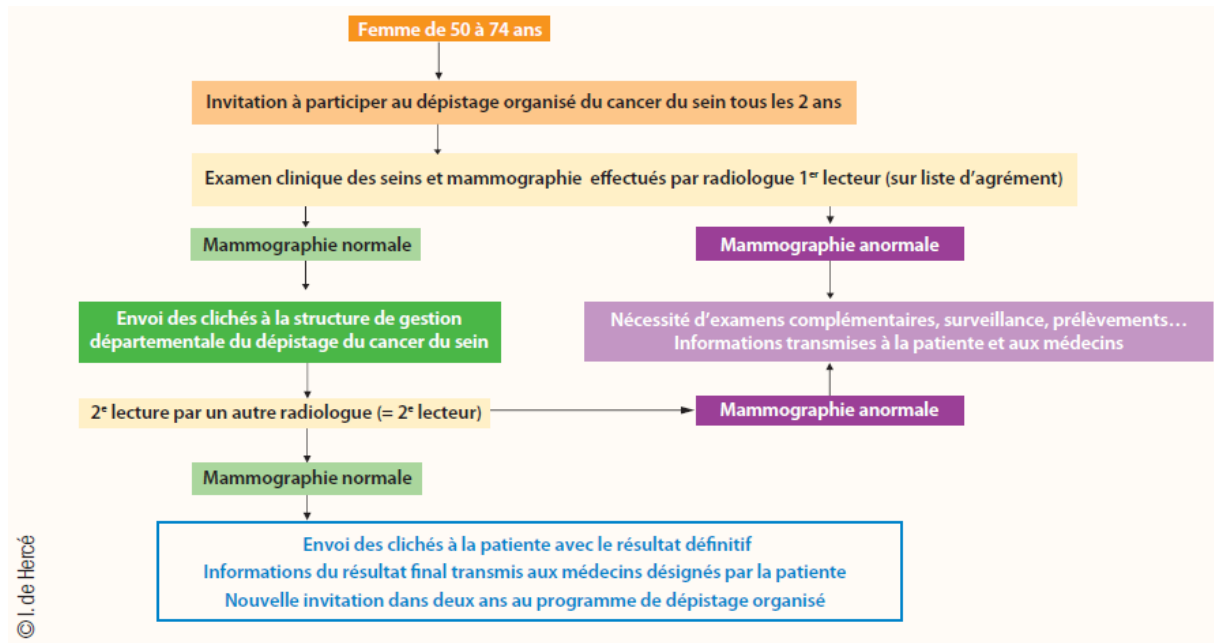 Femme de 50 à 74 ans
Invitation à participer au dépistage organisé du cancer du sein tous les 2 ans
Examen clinique des seins et mammographie effectués par radiologue 1er lecteur (sur liste d'agrément)
Mammographie normale
Mammographie anormale
Envoi des clichés à la structure de gestion
départementale du dépistage du cancer du sein
Nécessité d'examens complémentaires, surveillance, prélèvements…
Informations transmises à la patiente et aux médecins
2e lecture par un autre radiologue (= 2e lecteur)
Mammographie anormale
Mammographie normale
Envoi des clichés à la patiente avec le résultat définitif
Informations du résultat final transmis aux médecins désignés par la patiente
Nouvelle invitation dans deux ans au programme de dépistage organisé
© I. de Hercé